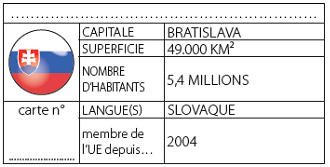 CAPITALE BRATISLAVA
SUPERFICIE 49.000 KM²
NOMBRE D'HABITANTS 5,4 MILLIONS
carte n° LANGUE(S) SLOVAQUE
membre de l'UE depuis... 2004